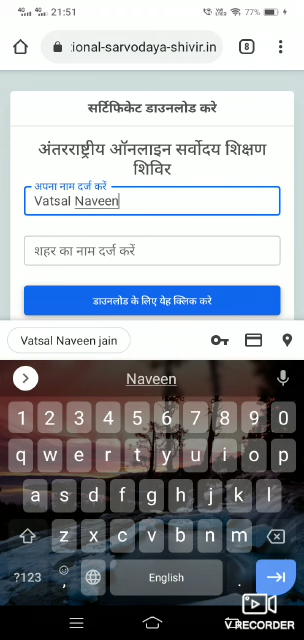 21:51
77%
:ional-sarvodaya-shivir.in
8
सर्टिफिकेट डाउनलोड करे
अंतरराष्ट्रीय ऑनलाइन सर्वोदय शिक्षण
शिविर
अपना नाम दर्ज करें
Vatsal Naveen
शहर का नाम दर्ज करें
डाउनलोड के लिए येह क्लिक करे
Vatsal Naveen jain
Naveen
1 2 3 4 5 6 7 8 9 0
q w e r t y u i o p
a s d f g h j k l
z x c v b n m
?123 , English .
V RECORDER